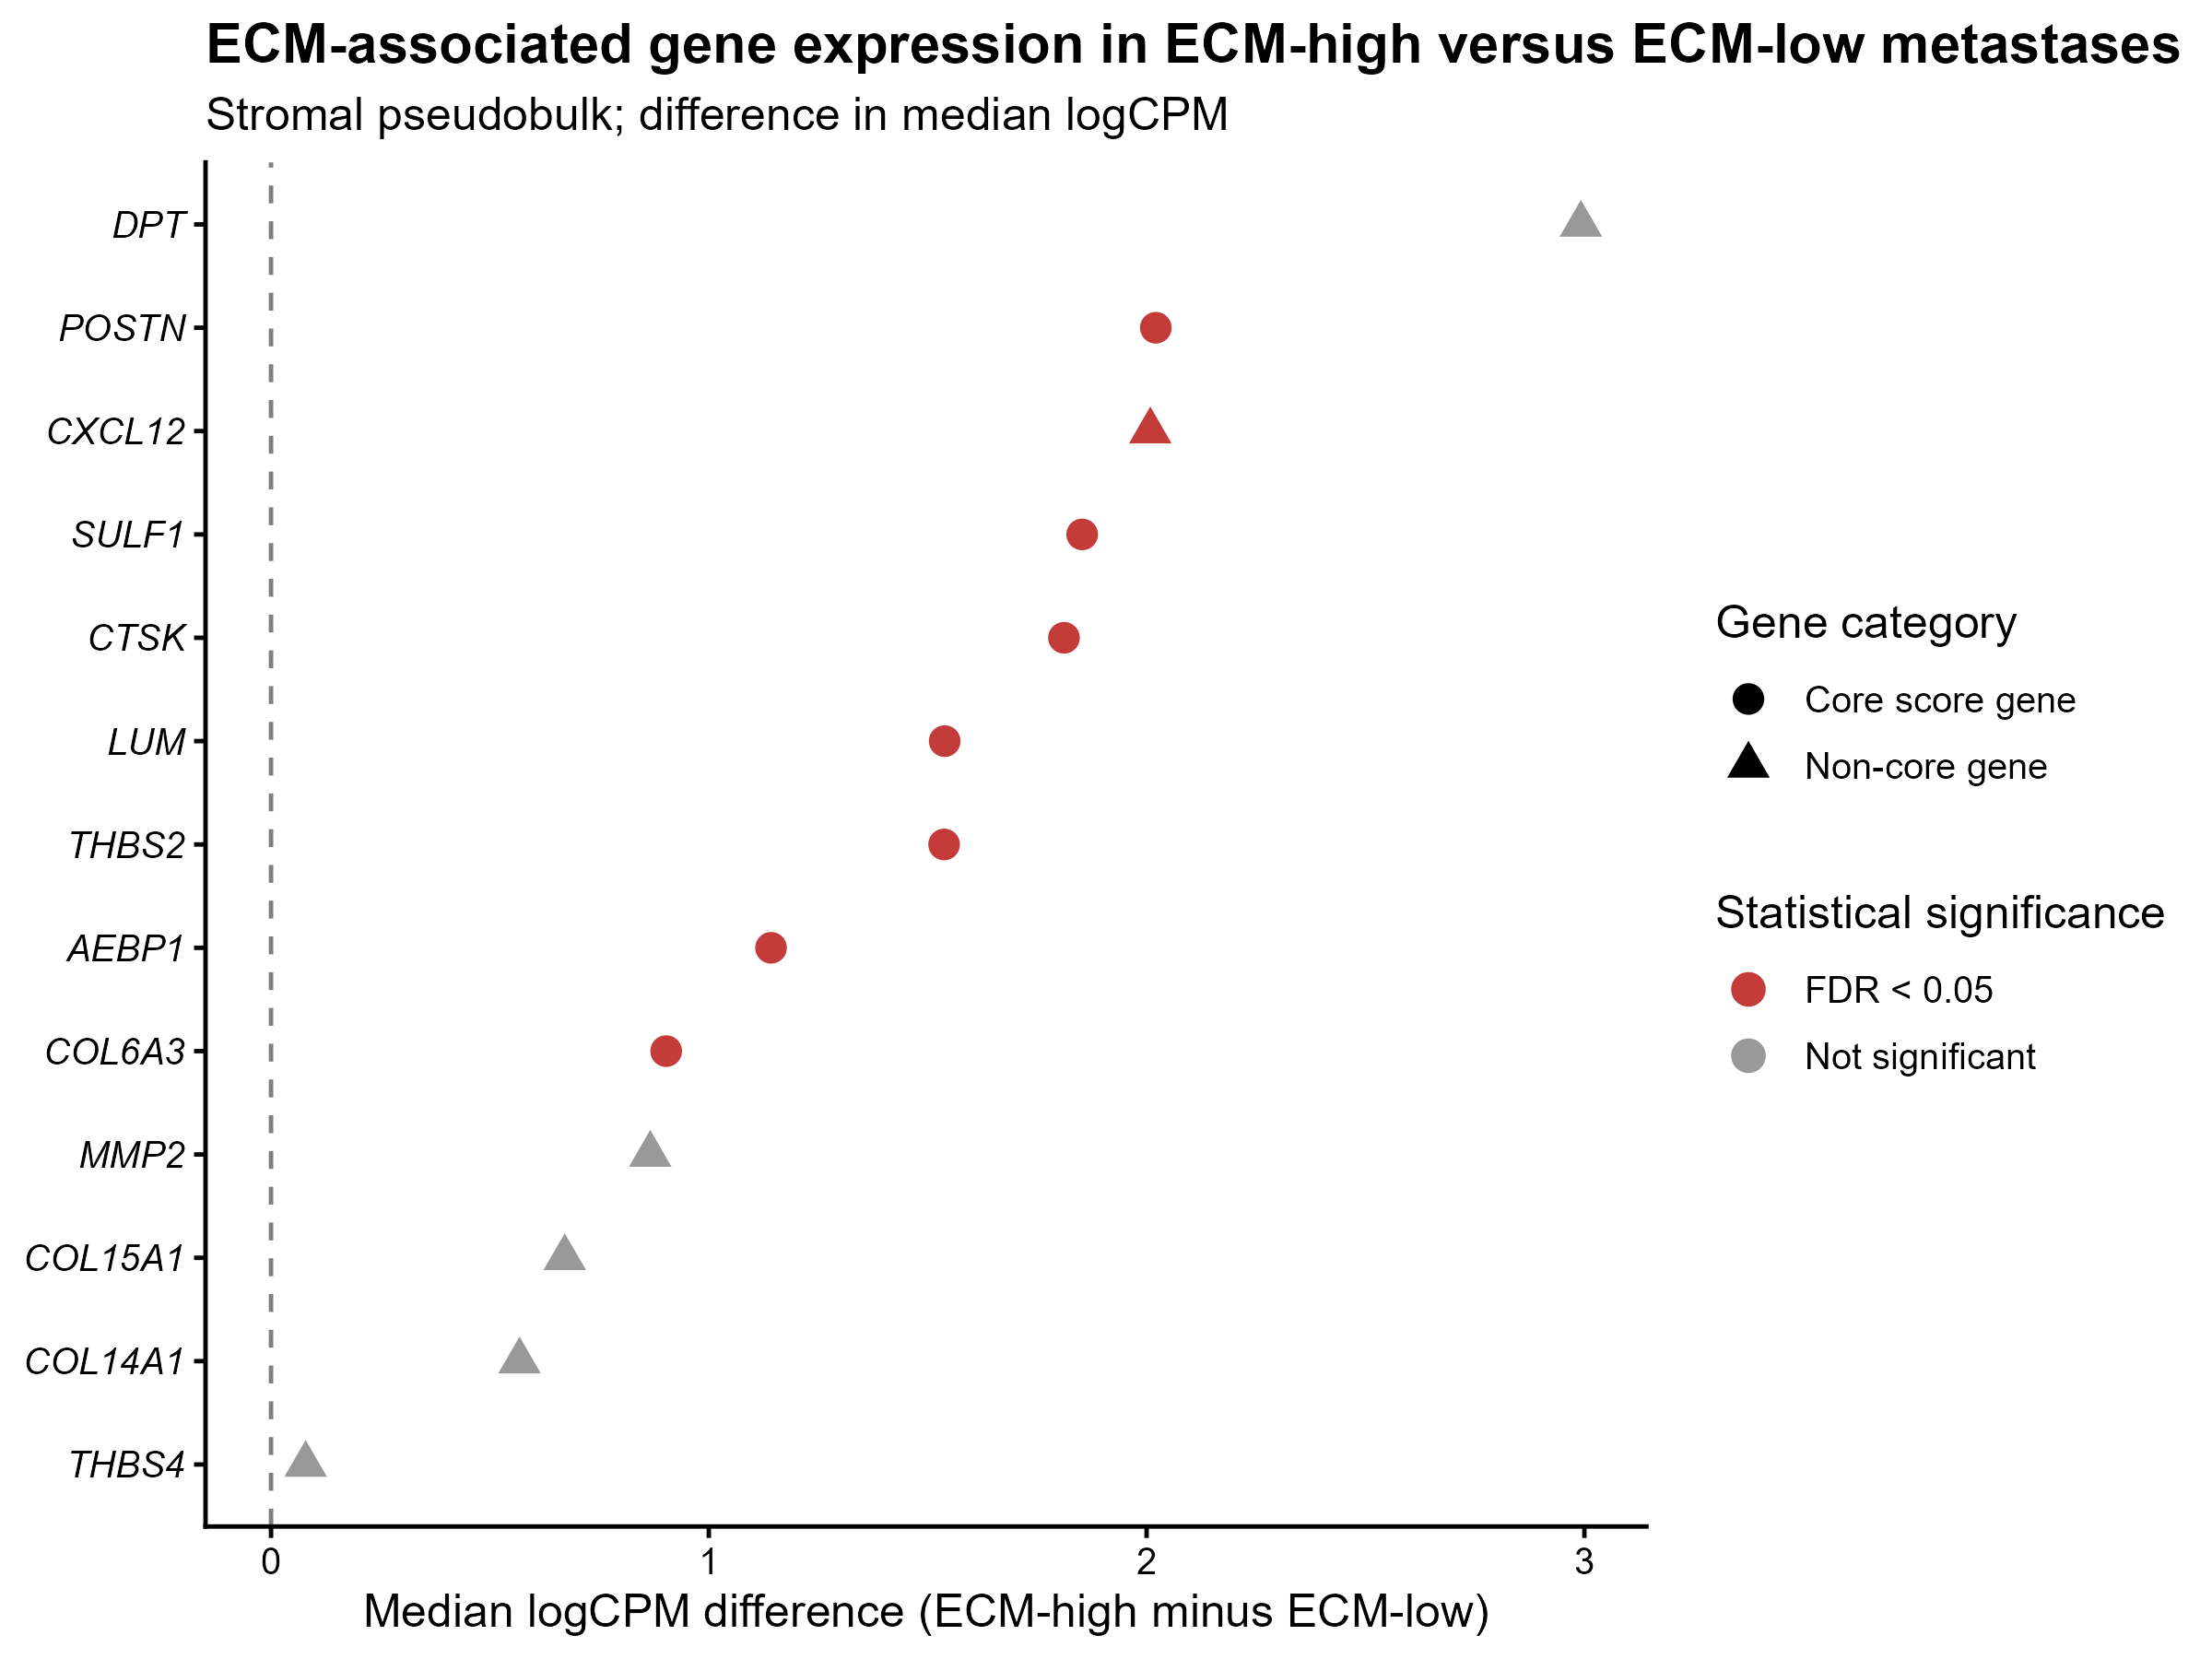 ECM-associated gene expression in ECM-high versus ECM-low metastases
Stromal pseudobulk; difference in median logCPM
DPT
POSTN
CXCL12
SULF1
CTSK
LUM
THBS2
AEBP1
COL6A3
MMP2
COL15A1
COL14A1
THBS4
0 1 2 3
Median logCPM difference (ECM-high minus ECM-low)
Gene category
Core score gene
Non-core gene
Statistical significance
FDR < 0.05
Not significant